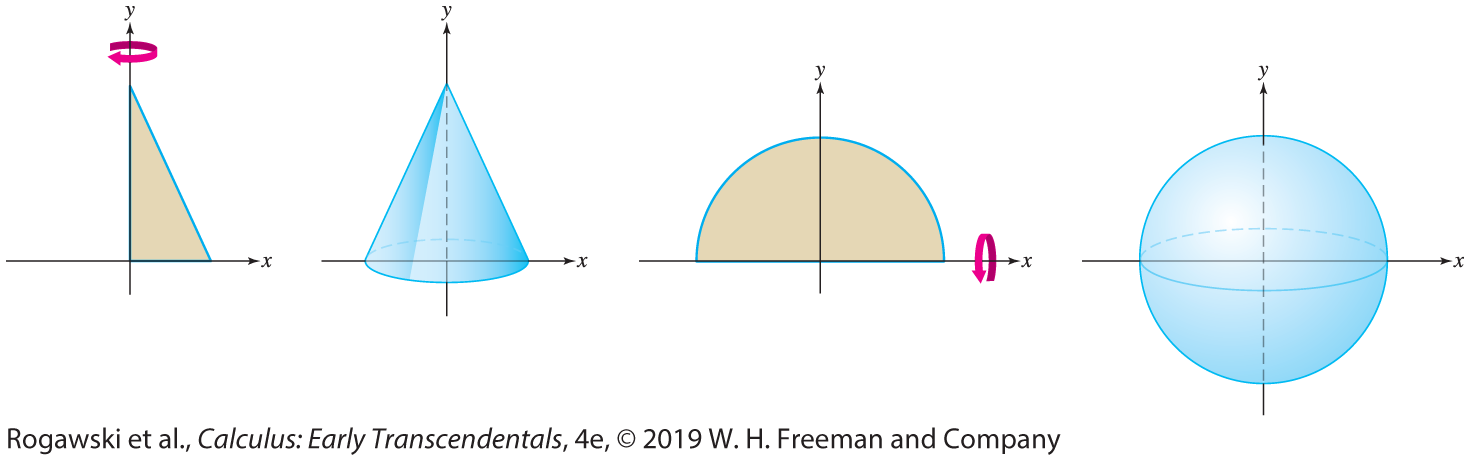 y
x
y
x
y
x
y
x
Rogawski et al., Calculus: Early Transcendentals, 4e, © 2019 W. H. Freeman and Company